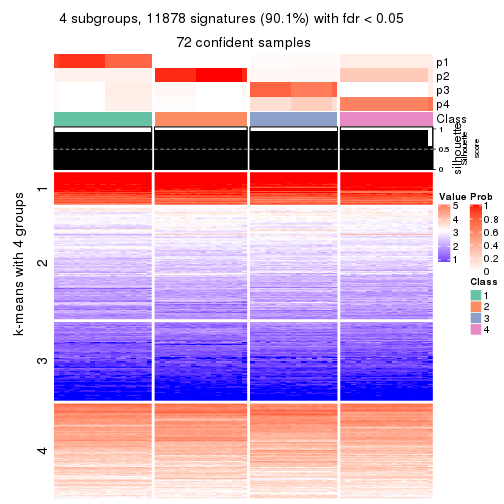 4 subgroups, 11878 signatures (90.1%) with fdr < 0.05
72 confident samples
p1
p2
p3
p4
Class
1
0.5
0
silhouette
Silhouette
score
k-means with 4 groups
1
2
3
4
Value
5
4
3
2
1
Prob
1
0.8
0.6
0.4
0.2
0
Class
1
2
3
4